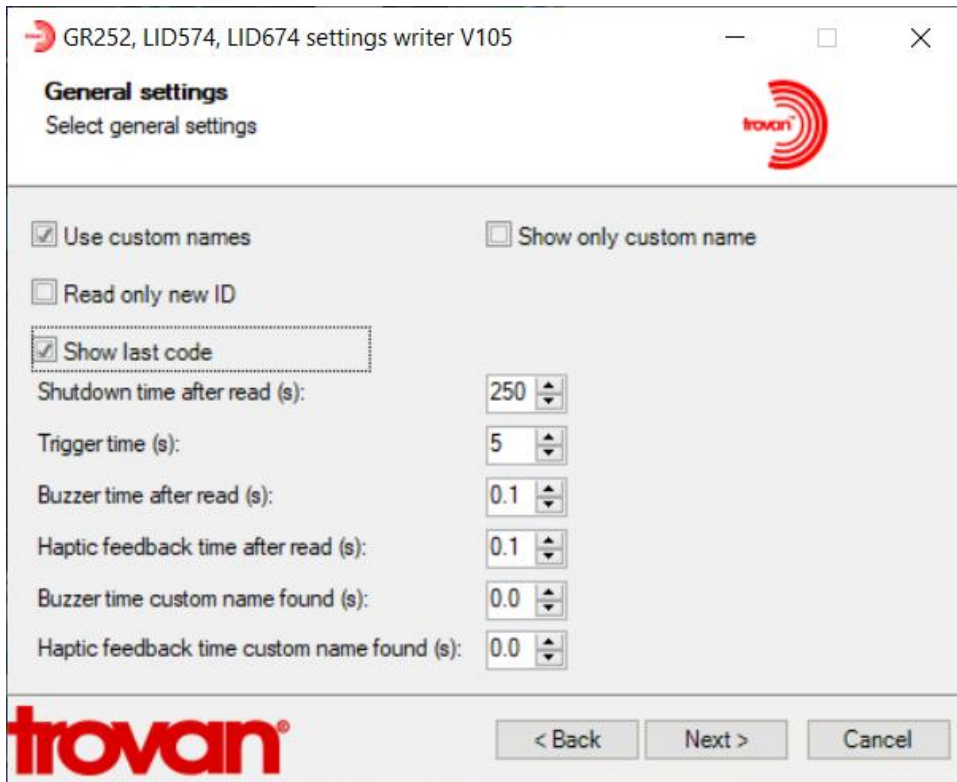 GR252, LID574, LID674 settings writer V105
General settings
Select general settings
trovan™
Use custom names
Show only custom name
Read only new ID
Show last code
Shutdown time after read (s): 250
Trigger time (s): 5
Buzzer time after read (s): 0.1
Haptic feedback time after read (s): 0.1
Buzzer time custom name found (s): 0.0
Haptic feedback time custom name found (s): 0.0
trovan®
< Back Next > Cancel